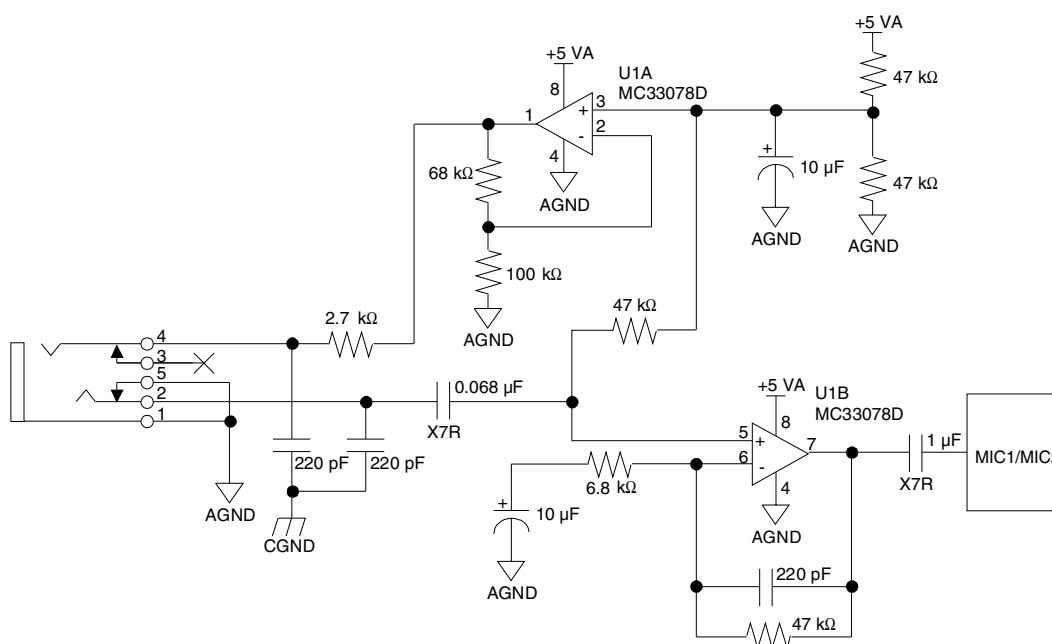 +5 VA
+5 VA
U1A
MC33078D
47 kΩ
8
3
1
+
2
-
4
68 kΩ
+
10 µF
47 kΩ
AGND
AGND
AGND
100 kΩ
47 kΩ
2.7 kΩ
AGND
4
3
5
2
1
0.068 µF
X7R
+5 VA
U1B
MC33078D
8
5
+
7
6
-
1 µF
MIC1/MIC2
X7R
220 pF
220 pF
6.8 kΩ
4
+
10 µF
AGND
AGND
CGND
AGND
220 pF
47 kΩ